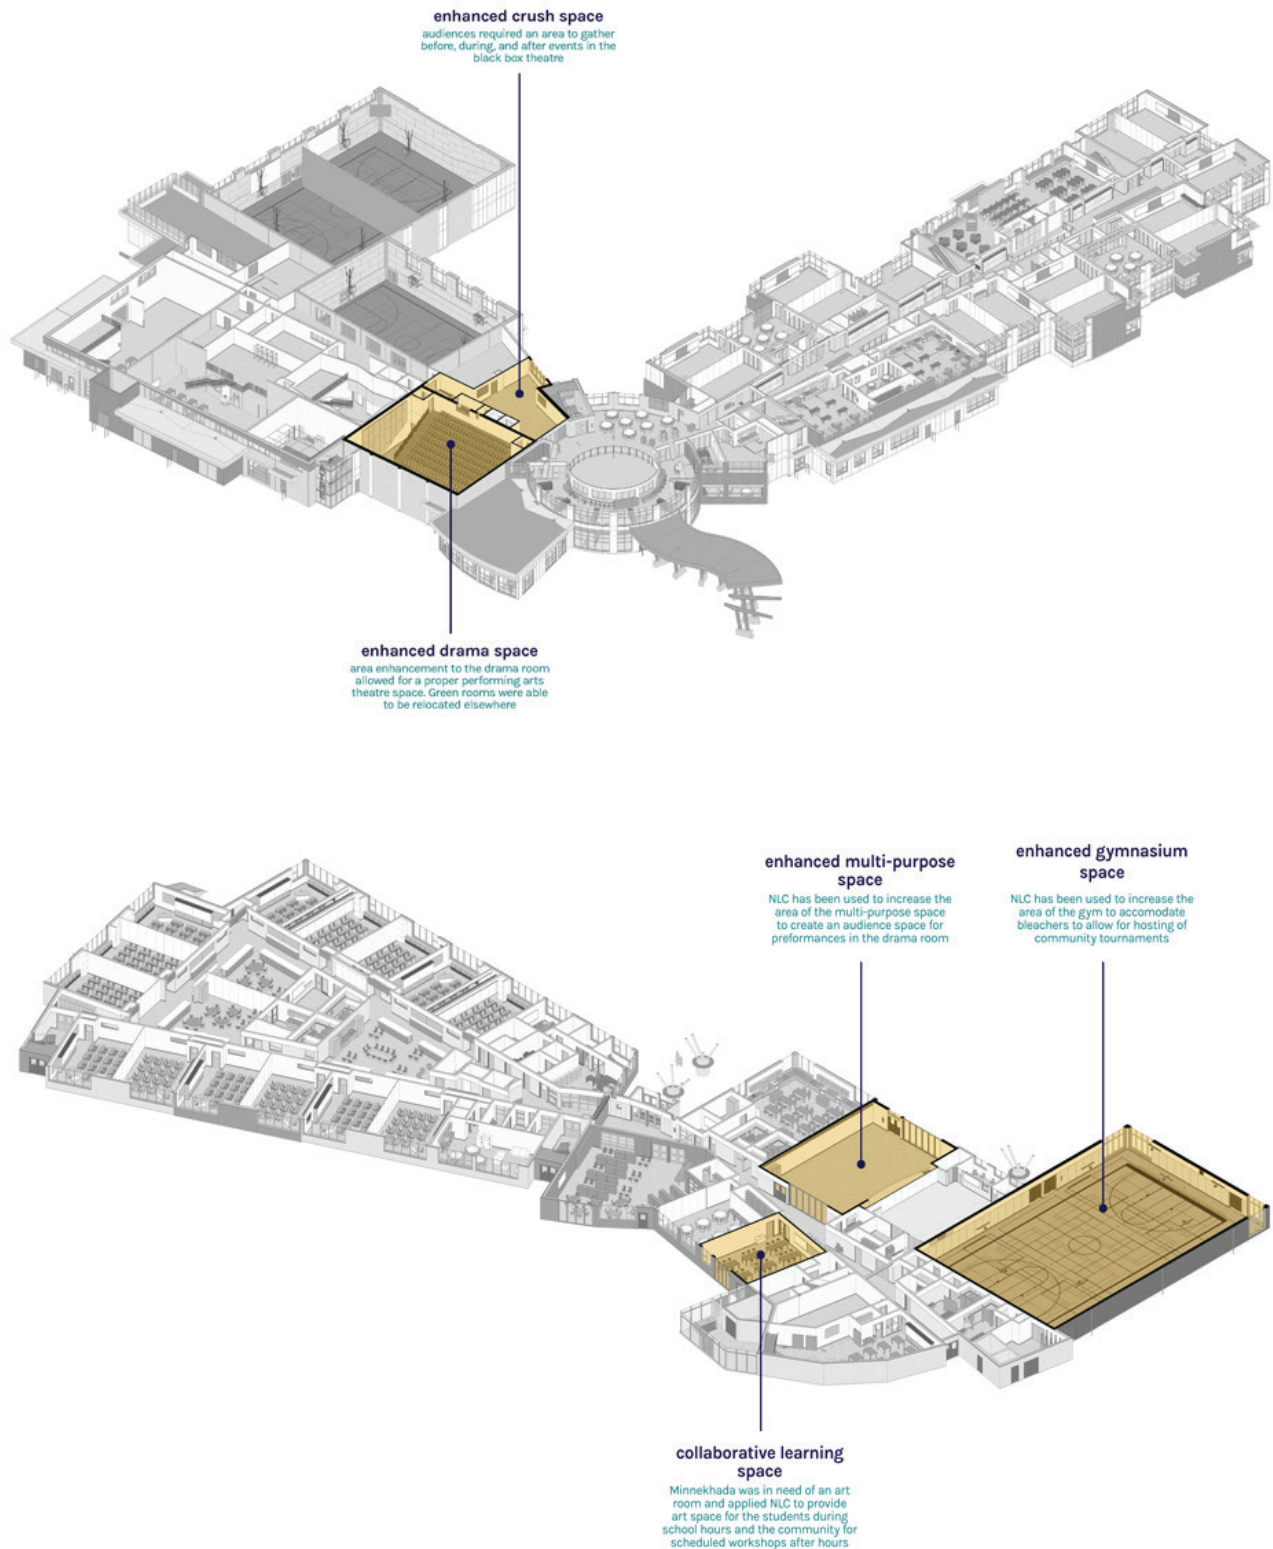 enhanced crush space
audiences required an area to gather
before, during, and after events in the
black box theatre
enhanced drama space
area enhancement to the drama room
allowed for a proper performing arts
theatre space. Green rooms were able
to be relocated elsewhere
enhanced multi-purpose
space
NLC has been used to increase the
area of the multi-purpose space
to create an audience space for
preformances in the drama room
enhanced gymnasium
space
NLC has been used to increase the
area of the gym to accomodate
bleachers to allow for hosting of
community tournaments
collaborative learning
space
Minnekhada was in need of an art
room and applied NLC to provide
art space for the students during
school hours and the community for
scheduled workshops after hours